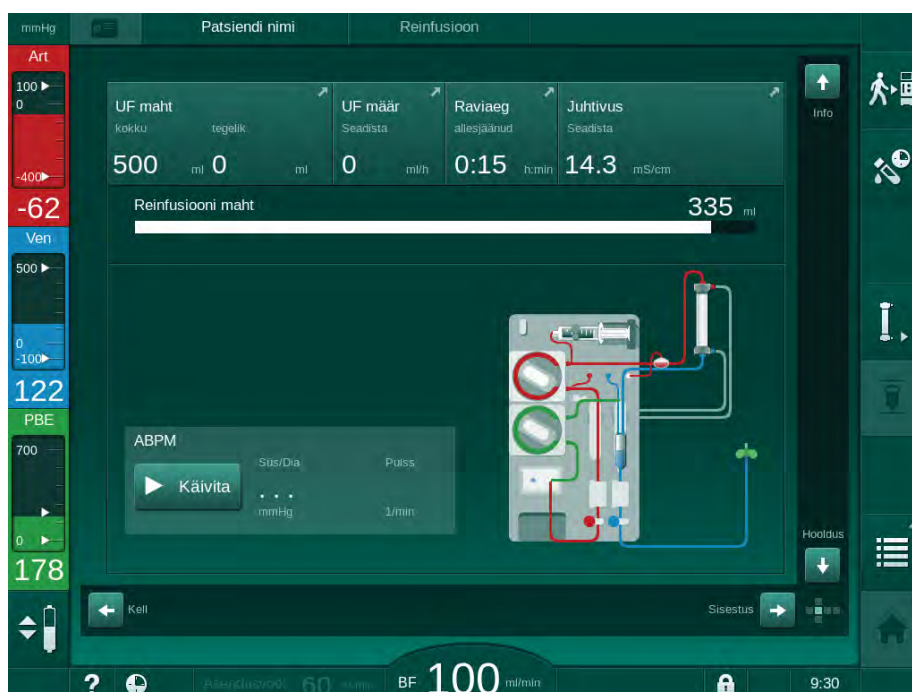 mmHg Patsiendi nimi Reinfusioon
Art
100
0
-400
-62
Ven
500
0
-100
122
PBE
700
0
178
UF maht
kokku tegelik
500 ml 0 ml
UF määr
Seadista
0 ml/h
Raviaeg
allesjäänud
0:15 h:min
Juhtivus
Seadista
14.3 mS/cm
Info
Reinfusiooni maht 335 ml
ABPM
Süs/Dia Pulss
Käivita
. . .
mmHg 1/min
Hooldus
Kell Sisestus
? Asendusvool 60 BF 100 ml/min 9:30